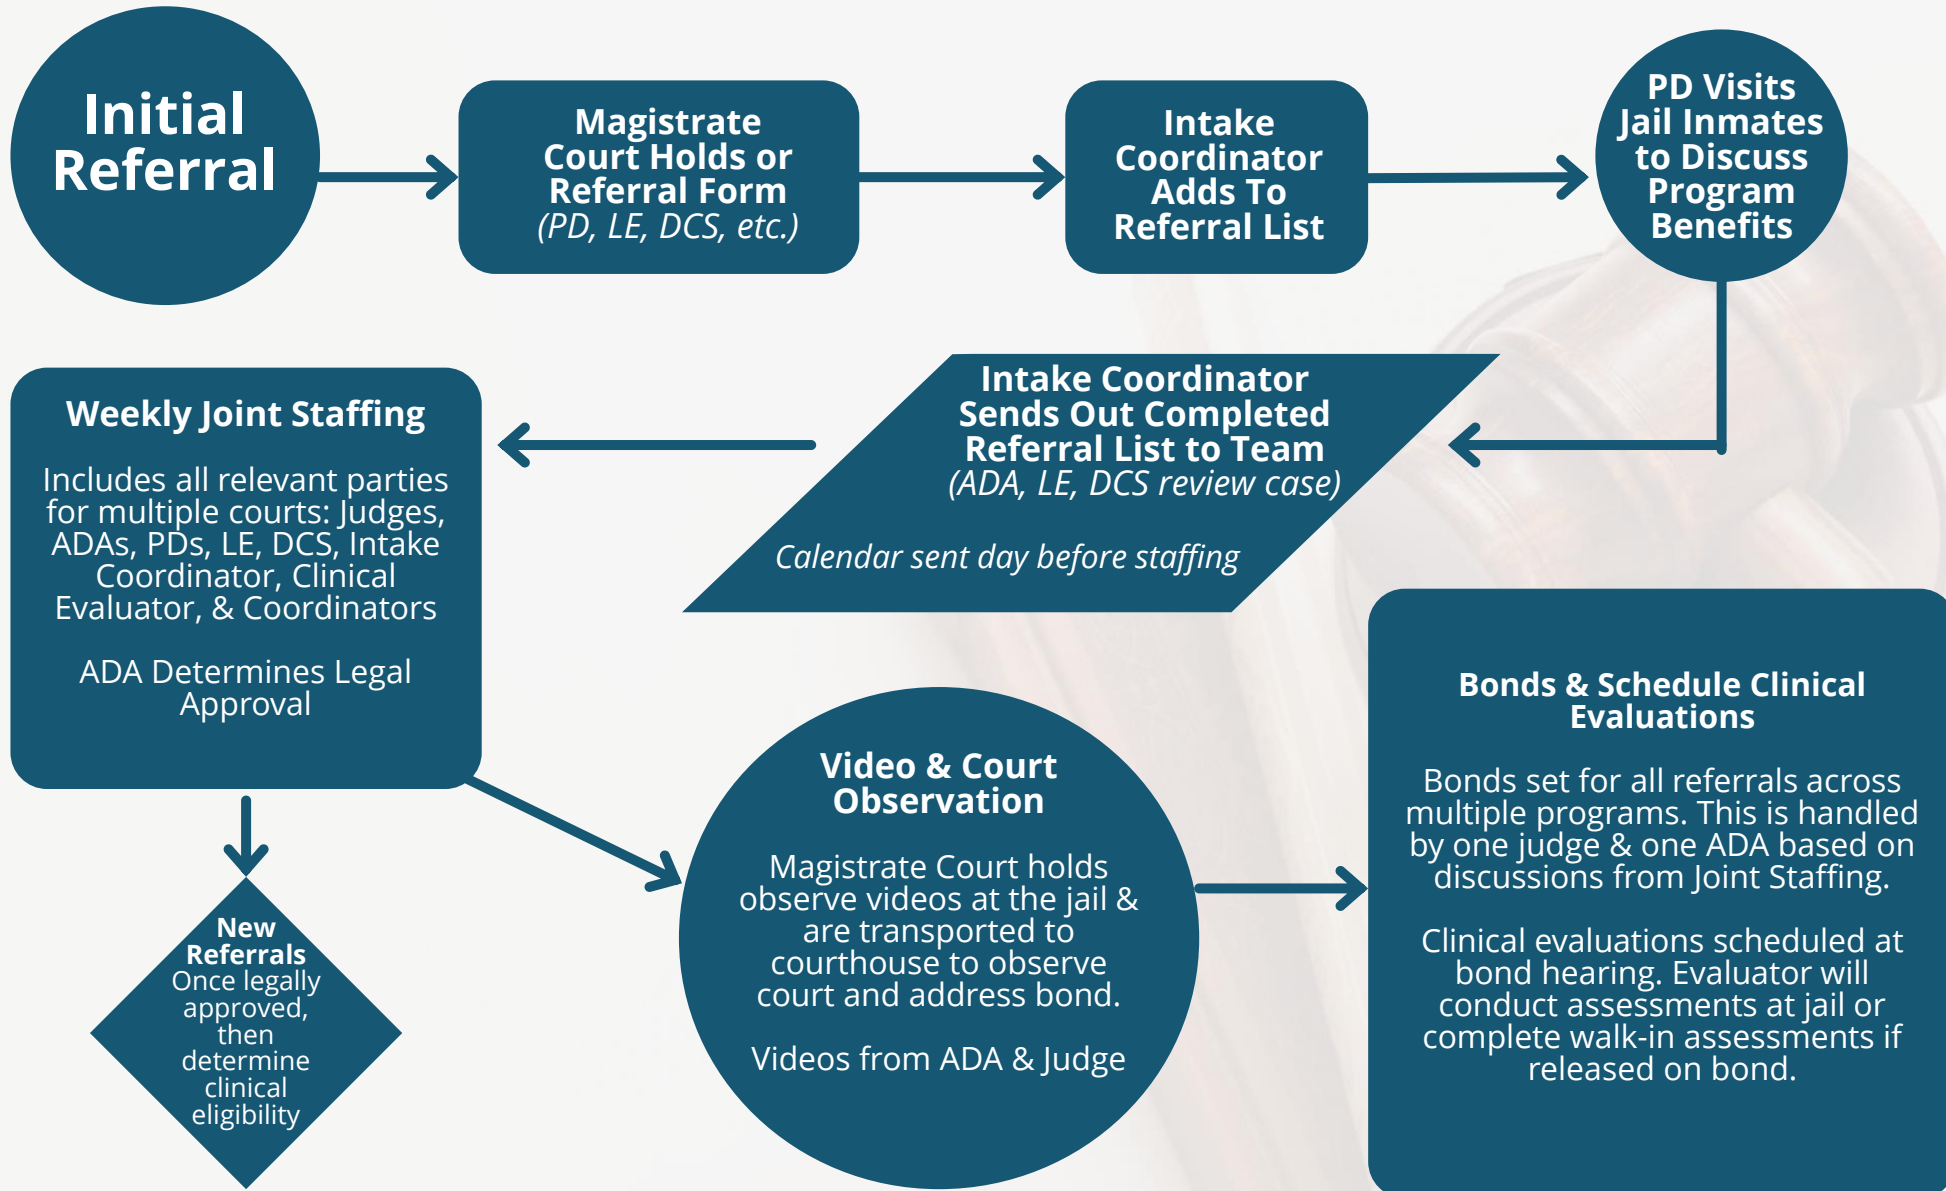 Initial
Referral
Magistrate
Court Holds or
Referral Form
(PD, LE, DCS, etc.)
Intake
Coordinator
Adds To
Referral List
PD Visits
Jail Inmates
to Discuss
Program
Benefits
Intake Coordinator
Sends Out Completed
Referral List to Team
(ADA, LE, DCS review case)
Calendar sent day before staffing
Weekly Joint Staffing
Includes all relevant parties
for multiple courts: Judges,
ADAs, PDs, LE, DCS, Intake
Coordinator, Clinical
Evaluator, & Coordinators
ADA Determines Legal
Approval
New
Referrals
Once legally
approved,
then
determine
clinical
eligibility
Video & Court
Observation
Magistrate Court holds
observe videos at the jail &
are transported to
courthouse to observe
court and address bond.
Videos from ADA & Judge
Bonds & Schedule Clinical
Evaluations
Bonds set for all referrals across
multiple programs. This is handled
by one judge & one ADA based on
discussions from Joint Staffing.
Clinical evaluations scheduled at
bond hearing. Evaluator will
conduct assessments at jail or
complete walk-in assessments if
released on bond.